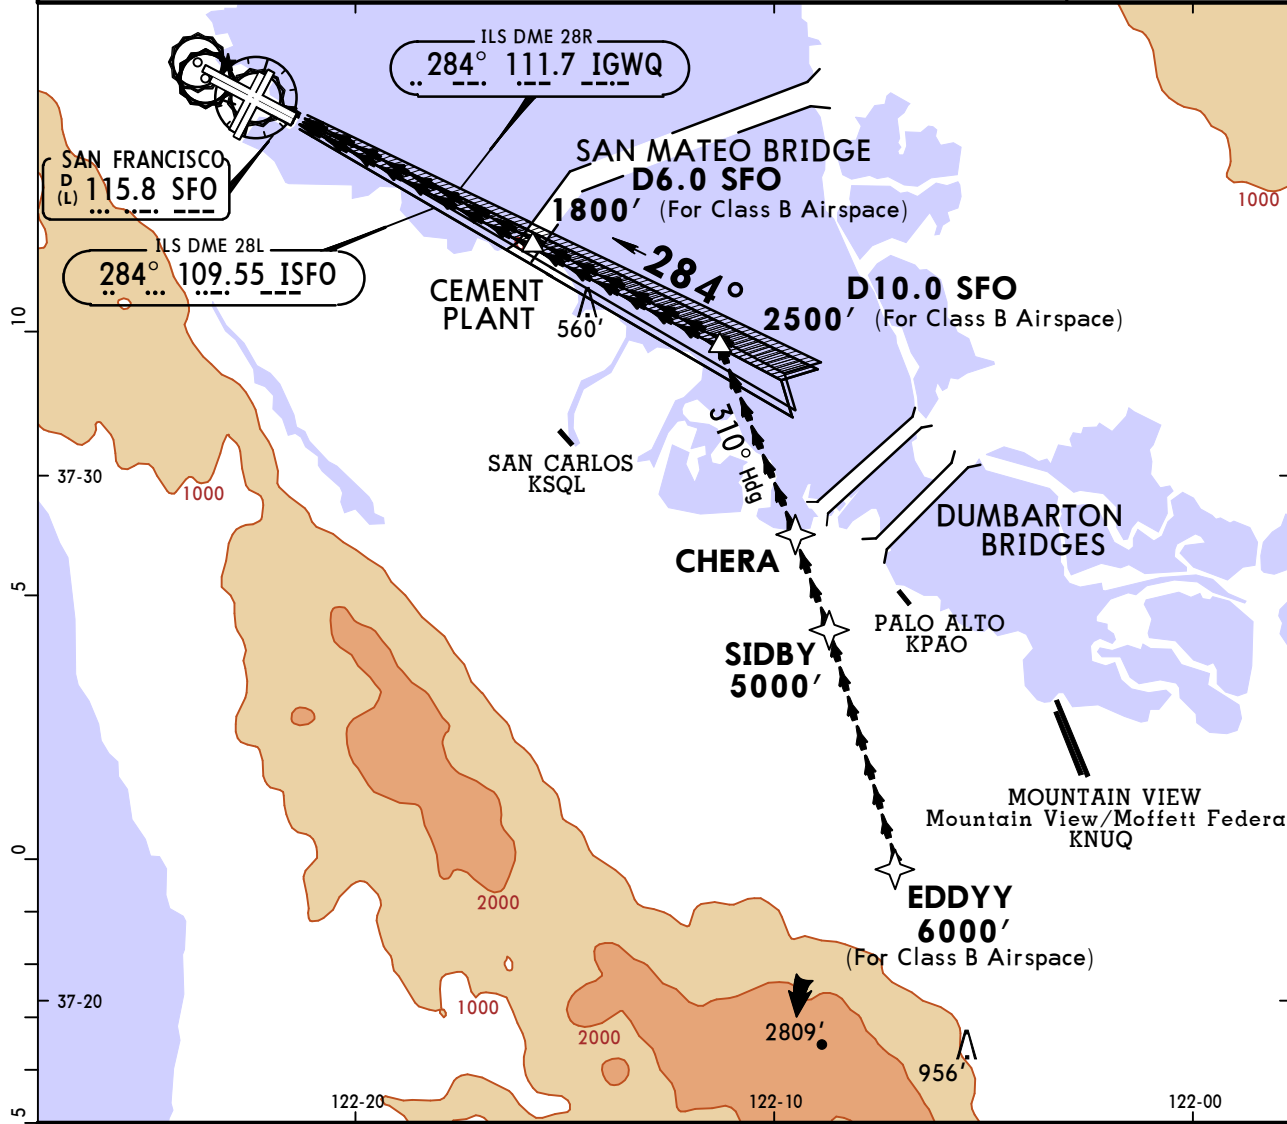 ILS DME 28R
284° 111.7 IGWQ
SAN FRANCISCO
D
(L) 115.8 SFO
SAN MATEO BRIDGE
D6.0 SFO
1800' (For Class B Airspace)
ILS DME 28L
284° 109.55 ISFO
284°
CEMENT
PLANT
560'
D10.0 SFO
2500' (For Class B Airspace)
1000
10
310° Hdg
SAN CARLOS
KSQL
37-30
1000
DUMBARTON
BRIDGES
CHERA
5
PALO ALTO
KPAO
SIDBY
5000'
MOUNTAIN VIEW
Mountain View/Moffett Federa
KNUQ
0
2000
EDDYY
6000'
(For Class B Airspace)
37-20
1000
2000
2809'
956'
5
122-20
122-10
122-00